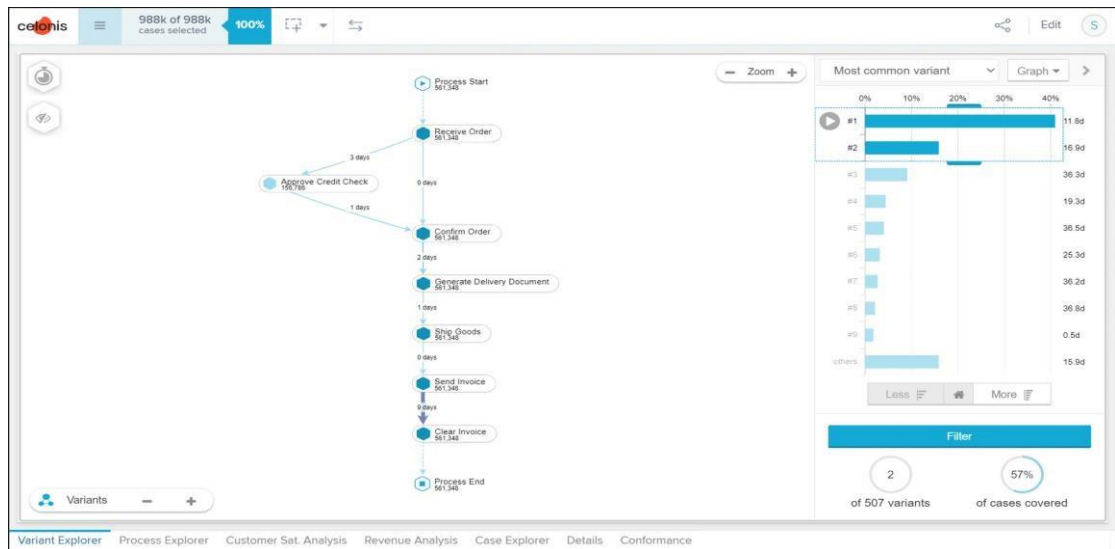 celonis
988k of 988k
cases selected
100%
Edit
S
Zoom
Process Start
561,348
Receive Order
561,348
3 days
Approve Credit Check
156,786
0 days
1 days
Confirm Order
561,348
2 days
Generate Delivery Document
561,348
1 days
Ship Goods
561,348
0 days
Send Invoice
561,348
9 days
Clear Invoice
561,348
Process End
561,348
Variants
Most common variant
Graph
0% 10% 20% 30% 40%
#1 11.8d
#2 16.9d
#3 36.3d
#4 19.3d
#5 36.5d
#6 25.3d
#7 36.2d
#8 36.8d
#9 0.5d
others 15.9d
Less
More
Filter
2
of 507 variants
57%
of cases covered
Variant Explorer Process Explorer Customer Sat. Analysis Revenue Analysis Case Explorer Details Conformance